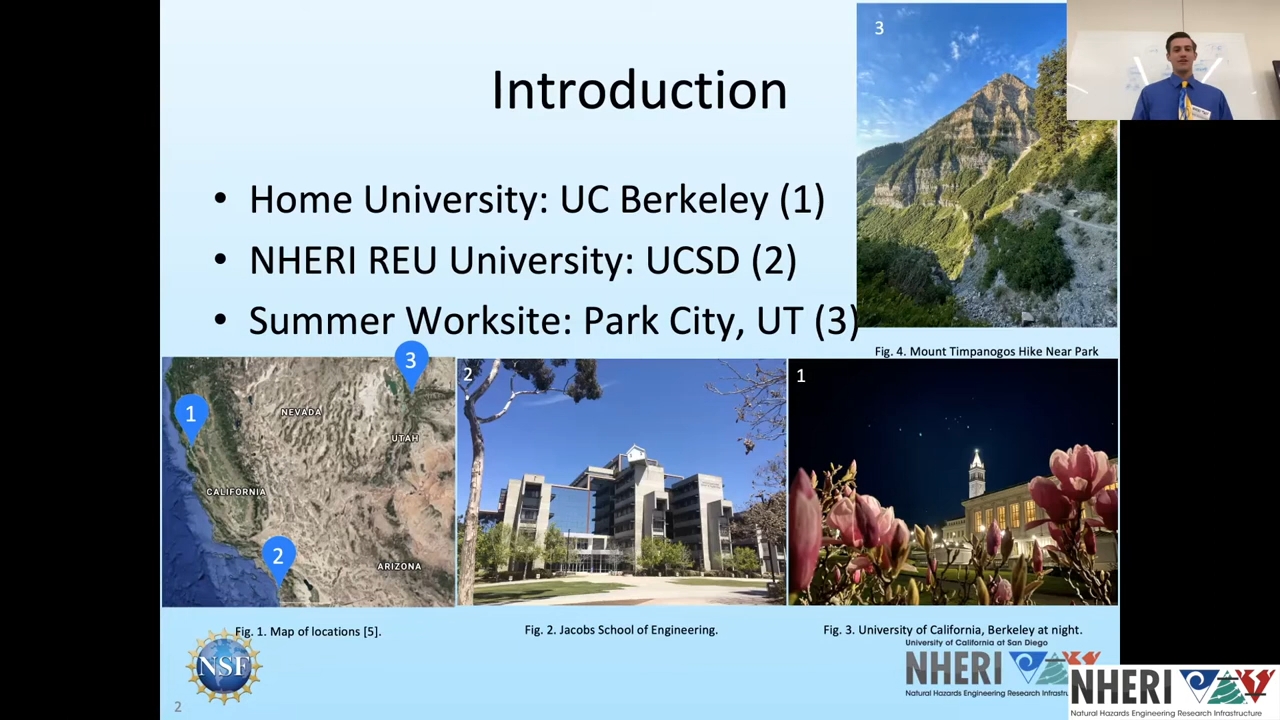 Introduction
• Home University: UC Berkeley (1)
• NHERI REU University: UCSD (2)
• Summer Worksite: Park City, UT (3)
3
Fig. 4. Mount Timpanogos Hike Near Park
1
2
3
NEVADA
UTAH
CALIFORNIA
ARIZONA
2
1
Fig. 1. Map of locations [5].
Fig. 2. Jacobs School of Engineering.
Fig. 3. University of California, Berkeley at night.
NSF
University of California at San Diego
NHERI
Natural Hazards Engineering Research Infrastru
NHERI
Natural Hazards Engineering Research Infrastructure
2